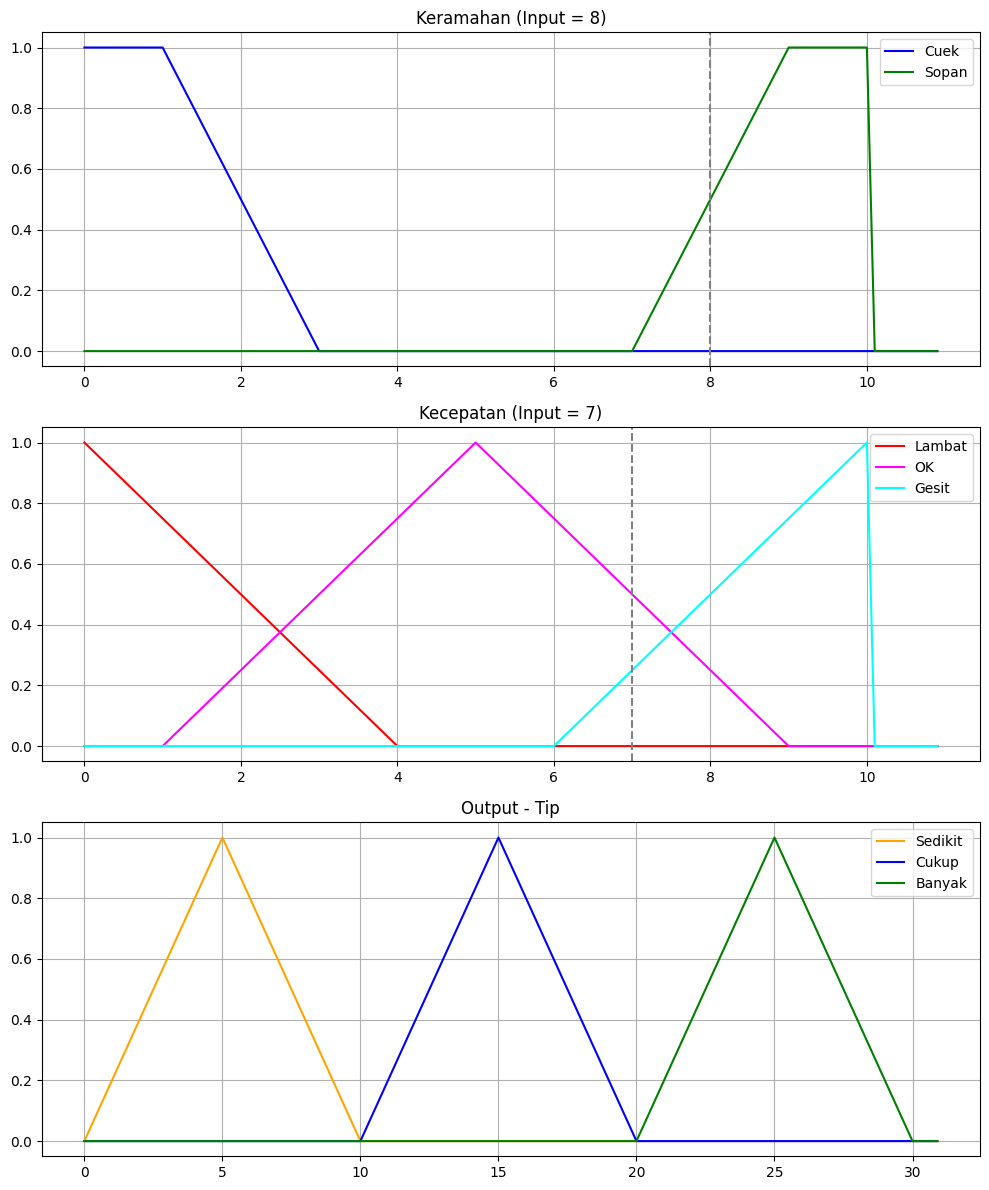 Keramahan (Input = 8)
1.0
0.8
0.6
0.4
0.2
0.0
0 2 4 6 8 10
Cuek
Sopan
Kecepatan (Input = 7)
1.0
0.8
0.6
0.4
0.2
0.0
0 2 4 6 8 10
Lambat
OK
Gesit
Output - Tip
1.0
0.8
0.6
0.4
0.2
0.0
0 5 10 15 20 25 30
Sedikit
Cukup
Banyak